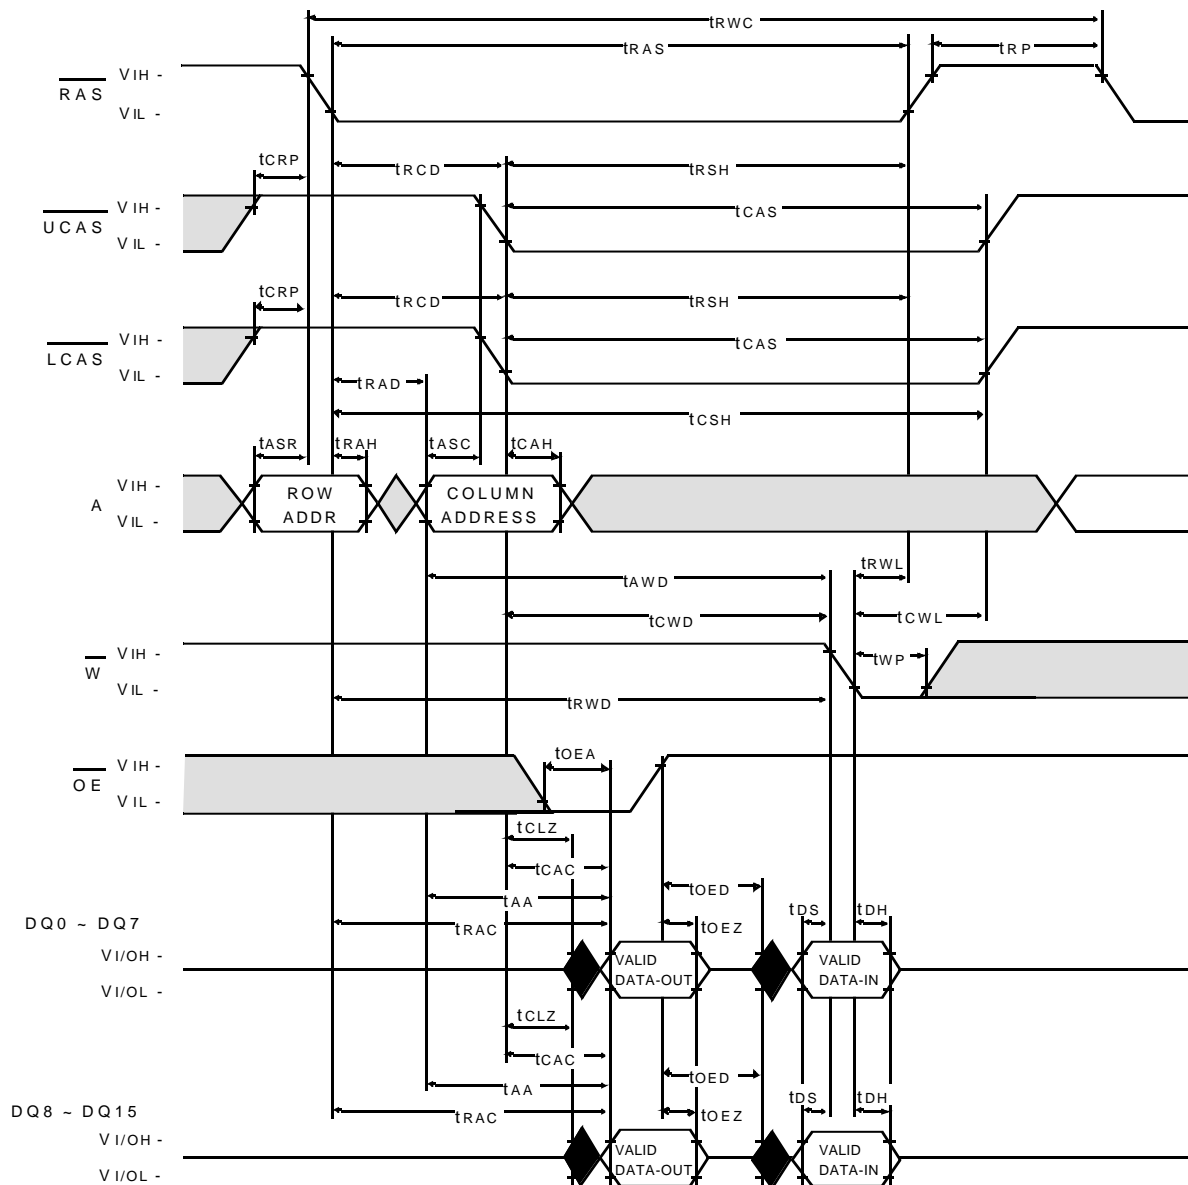 tRWC
tRAS
tRP
RAS
VIH -
VIL -
tCRP
tRCD
tRSH
UCAS
VIH -
VIL -
tCAS
tCRP
tRCD
tRSH
LCAS
VIH -
VIL -
tCAS
tRAD
tCSH
tASR
tRAH
tASC
tCAH
A
VIH -
VIL -
ROW
ADDR
COLUMN
ADDRESS
tAWD
tRWL
tCWD
tCWL
W
VIH -
VIL -
tWP
tRWD
OE
VIH -
VIL -
tOEA
tCLZ
tCAC
tOED
tAA
tDS
tDH
DQ0 ~ DQ7
tRAC
tOEZ
VI/OH -
VI/OL -
VALID
DATA-OUT
VALID
DATA-IN
tCLZ
tCAC
tOED
tAA
tDS
tDH
DQ8 ~ DQ15
tRAC
tOEZ
VI/OH -
VI/OL -
VALID
DATA-OUT
VALID
DATA-IN